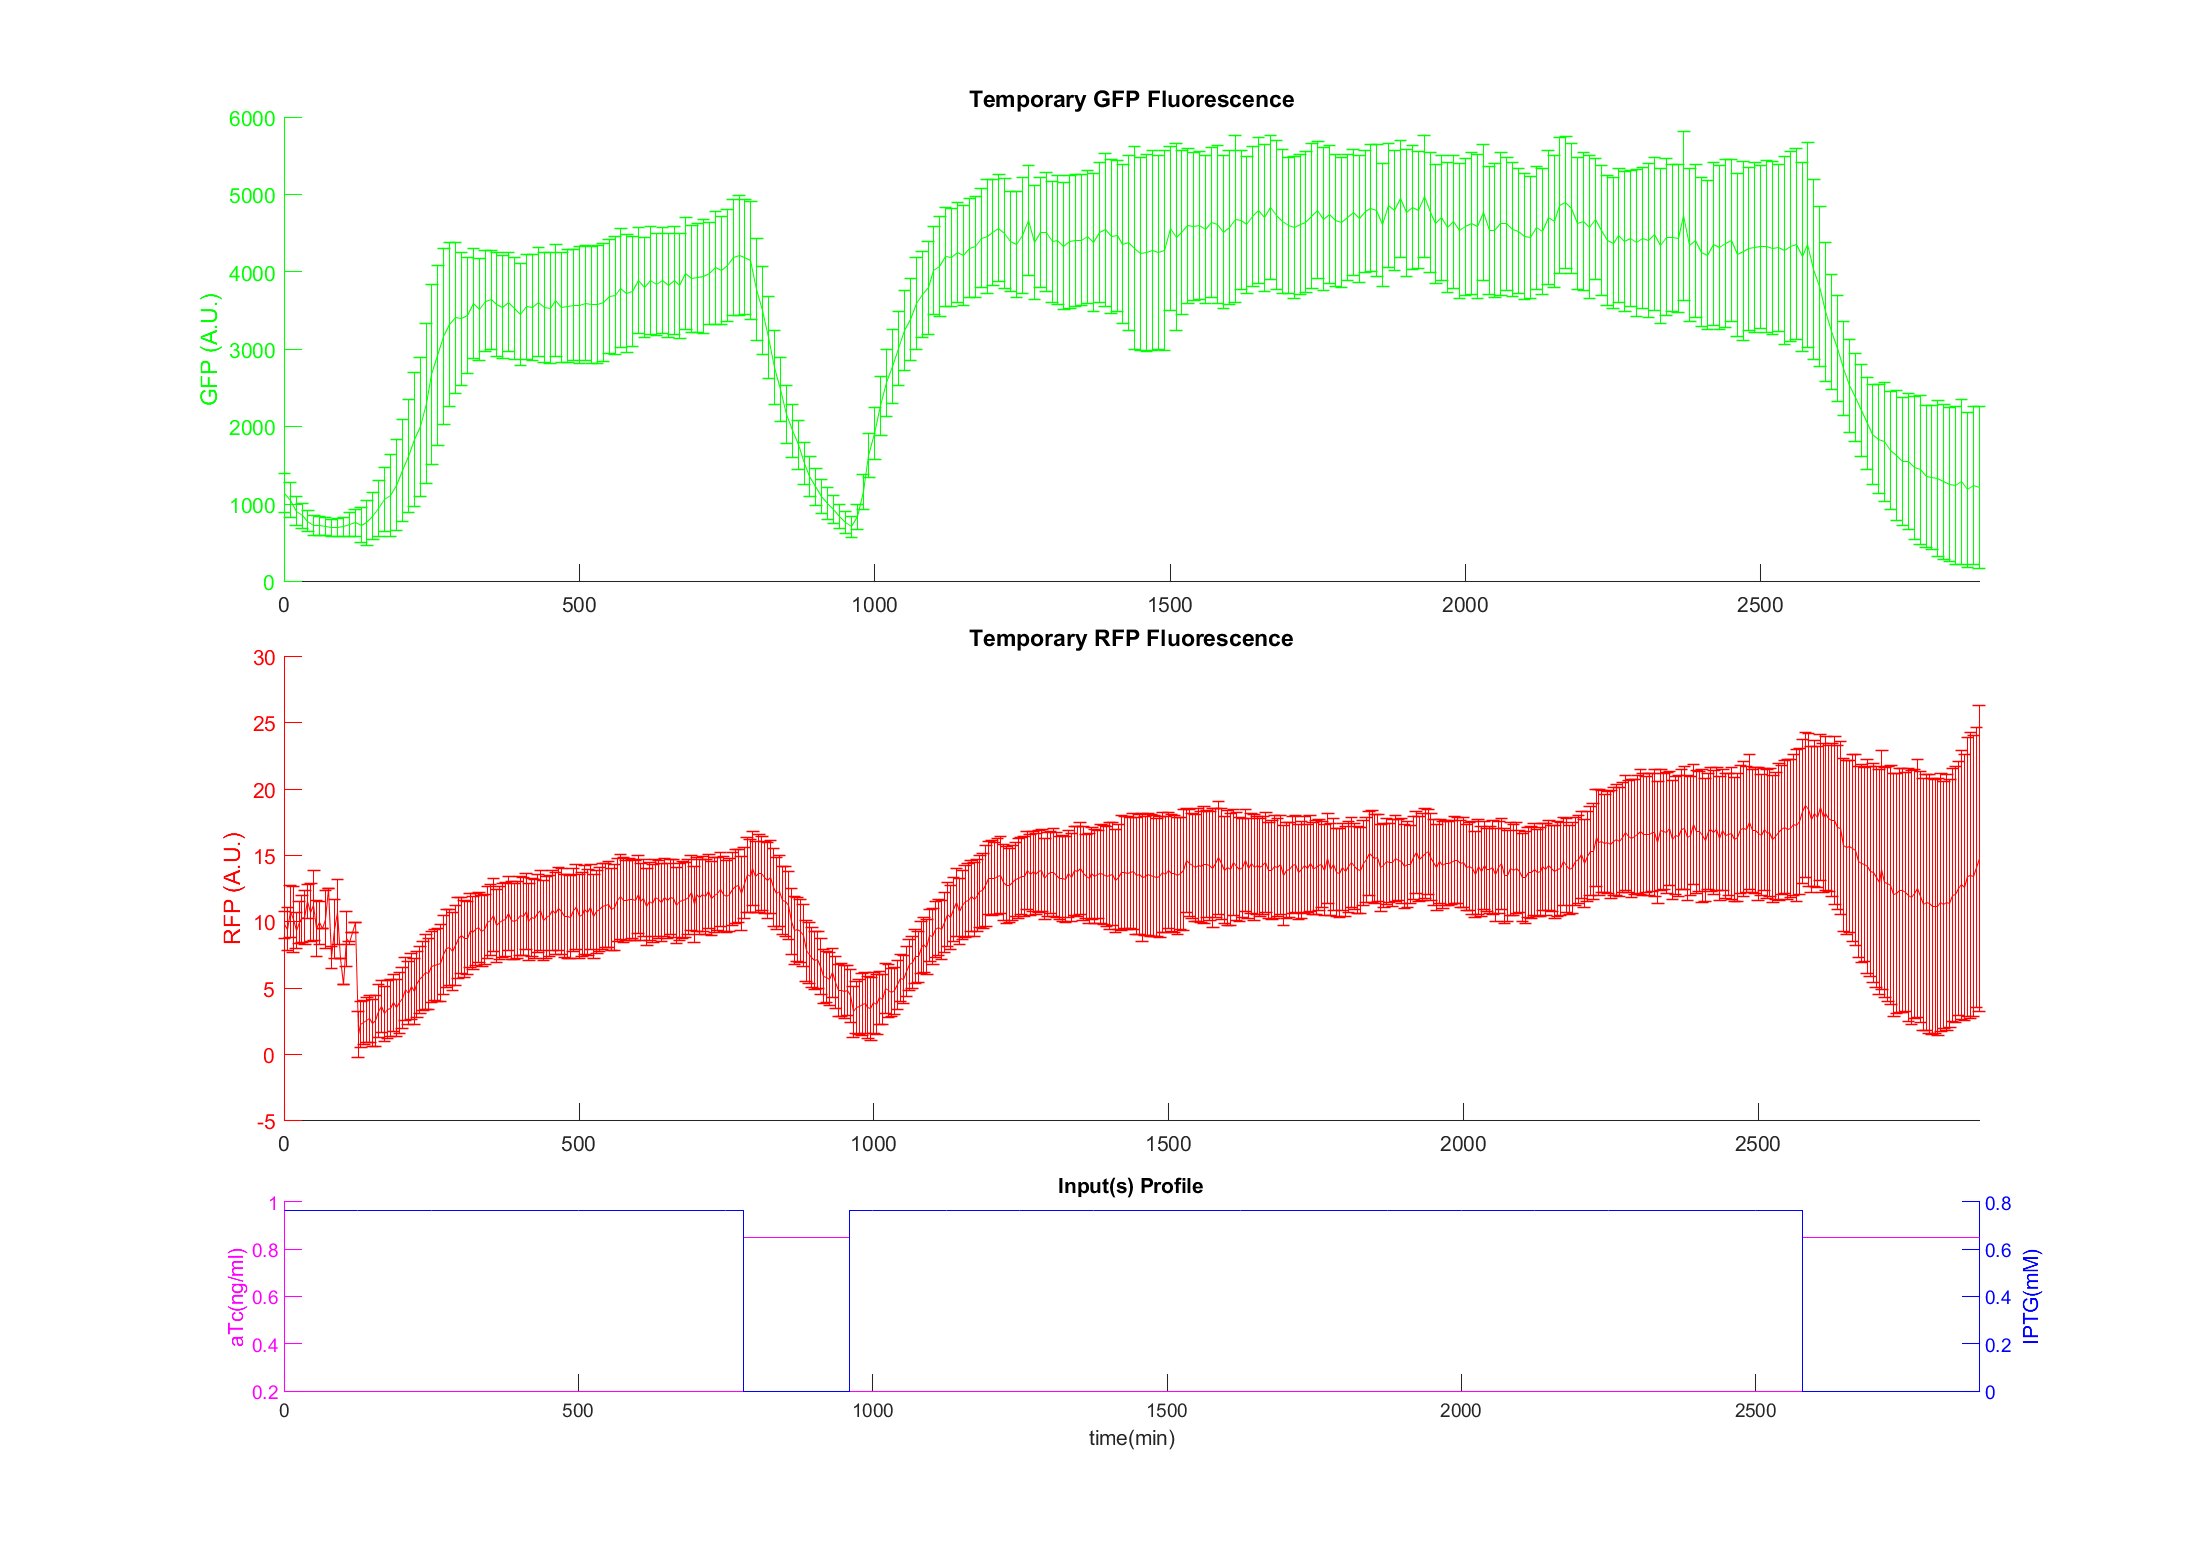 Temporary GFP Fluorescence
GFP (A.U.)
6000
5000
4000
3000
2000
1000
0
0 500 1000 1500 2000 2500
Temporary RFP Fluorescence
RFP (A.U.)
30
25
20
15
10
5
0
-5
0 500 1000 1500 2000 2500
Input(s) Profile
aTc(ng/ml)
1
0.8
0.6
0.4
0.2
0.8
0.6
0.4
0.2
0
IPTG(mM)
0 500 1000 1500 2000 2500
time(min)